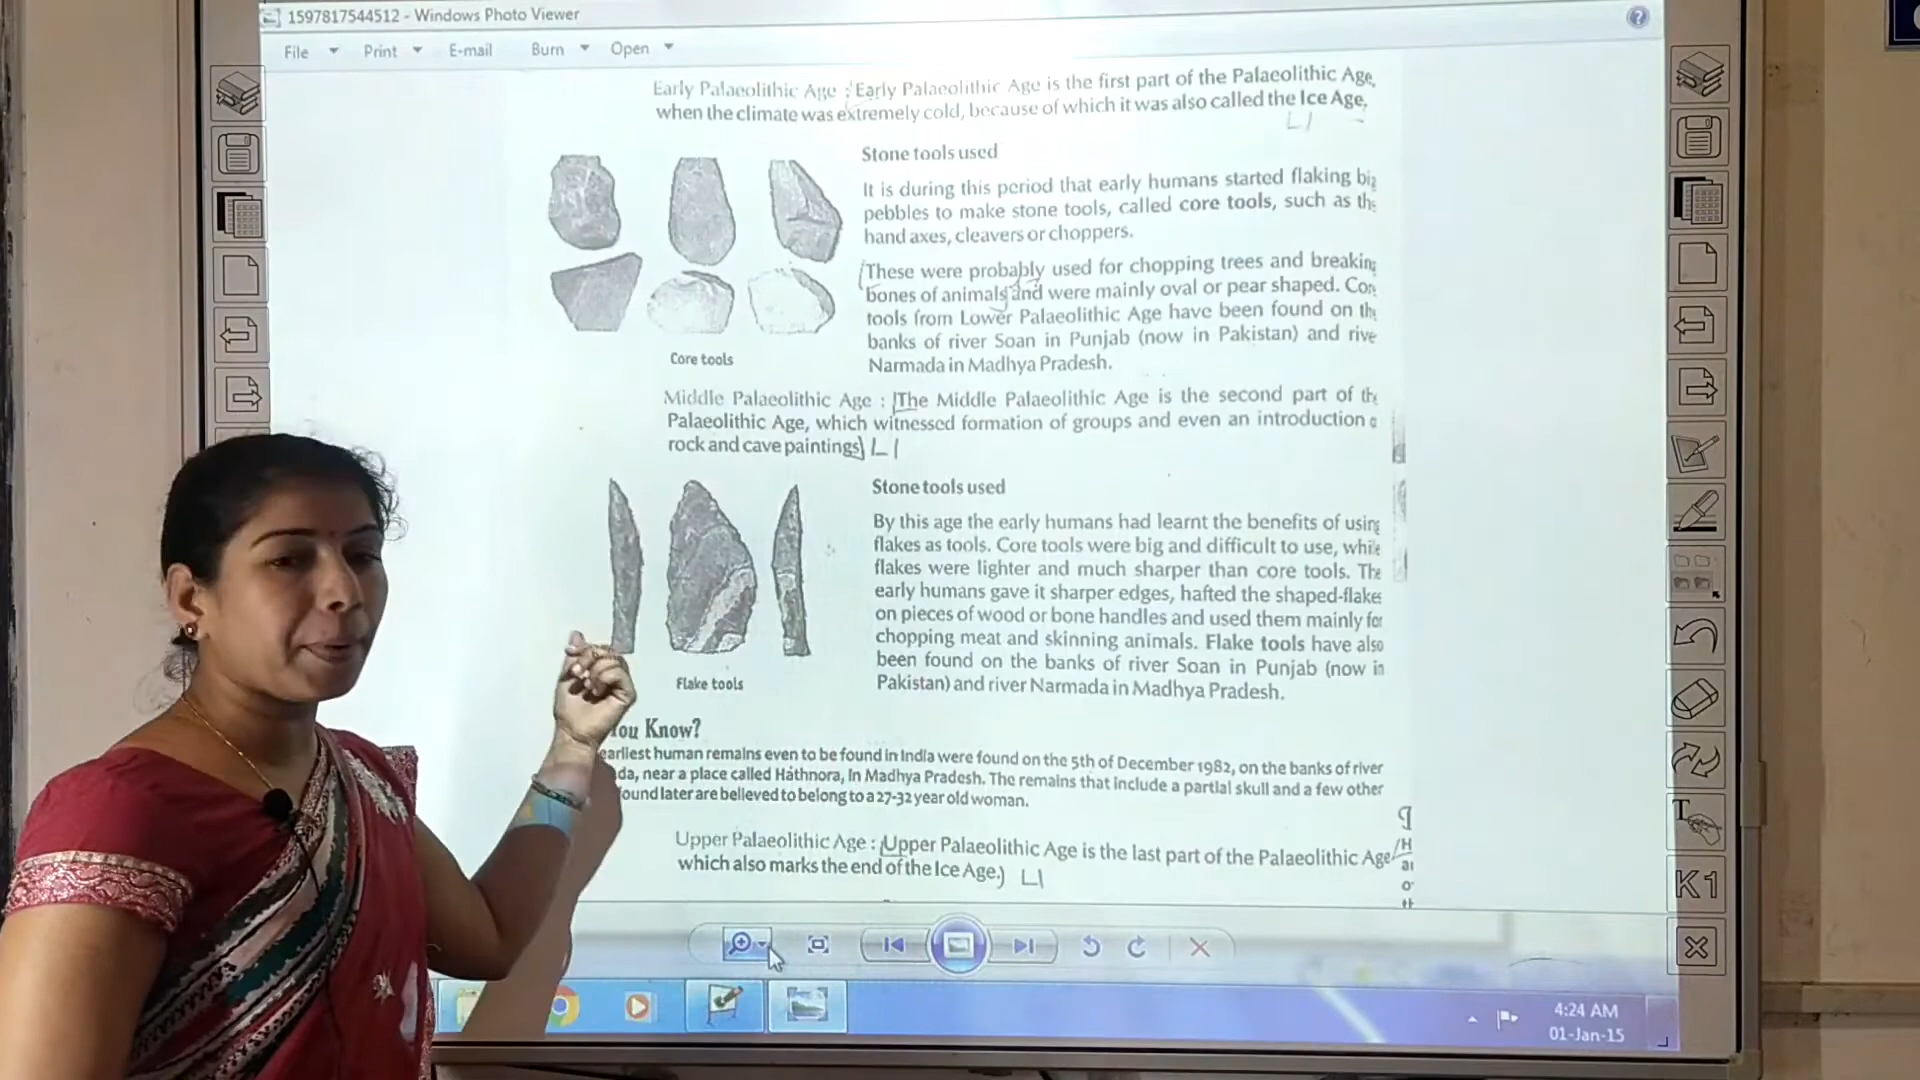 1597817544512 - Windows Photo Viewer
File Print E-mail Burn Open
Early Palaeolithic Age : Early Palaeolithic Age is the first part of the Palaeolithic Age,
when the climate was extremely cold, because of which it was also called the Ice Age,
L1
Stone tools used
It is during this period that early humans started flaking big
pebbles to make stone tools, called core tools, such as the
hand axes, cleavers or choppers.
(These were probably used for chopping trees and breaking
bones of animals and were mainly oval or pear shaped. Core
tools from Lower Palaeolithic Age have been found on the
banks of river Soan in Punjab (now in Pakistan) and rive
Narmada in Madhya Pradesh.
Core tools
Middle Palaeolithic Age : The Middle Palaeolithic Age is the second part of the
Palaeolithic Age, which witnessed formation of groups and even an introduction o
rock and cave paintings) L1
Stone tools used
By this age the early humans had learnt the benefits of using
flakes as tools. Core tools were big and difficult to use, while
flakes were lighter and much sharper than core tools. The
early humans gave it sharper edges, hafted the shaped-flakes
on pieces of wood or bone handles and used them mainly for
chopping meat and skinning animals. Flake tools have also
been found on the banks of river Soan in Punjab (now in
Pakistan) and river Narmada in Madhya Pradesh.
Flake tools
ou Know?
earliest human remains even to be found in India were found on the 5th of December 1982, on the banks of river
da, near a place called Hathnora, in Madhya Pradesh. The remains that include a partial skull and a few other
ound later are believed to belong to a 27-32 year old woman.
Upper Palaeolithic Age : (Upper Palaeolithic Age is the last part of the Palaeolithic Age
which also marks the end of the Ice Age.) L1
K1
4:24 AM
01-Jan-15